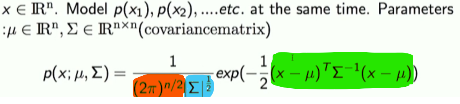 x ∈ ℝⁿ. Model p(x₁), p(x₂), ....etc. at the same time. Parameters
:μ ∈ ℝⁿ, Σ ∈ ℝⁿˣⁿ(covariancematrix)
p(x; μ, Σ) = 1 / ((2π)^{n/2}|Σ|^{1/2}) exp(−1/2 (x − μ)ᵀ Σ⁻¹(x − μ))